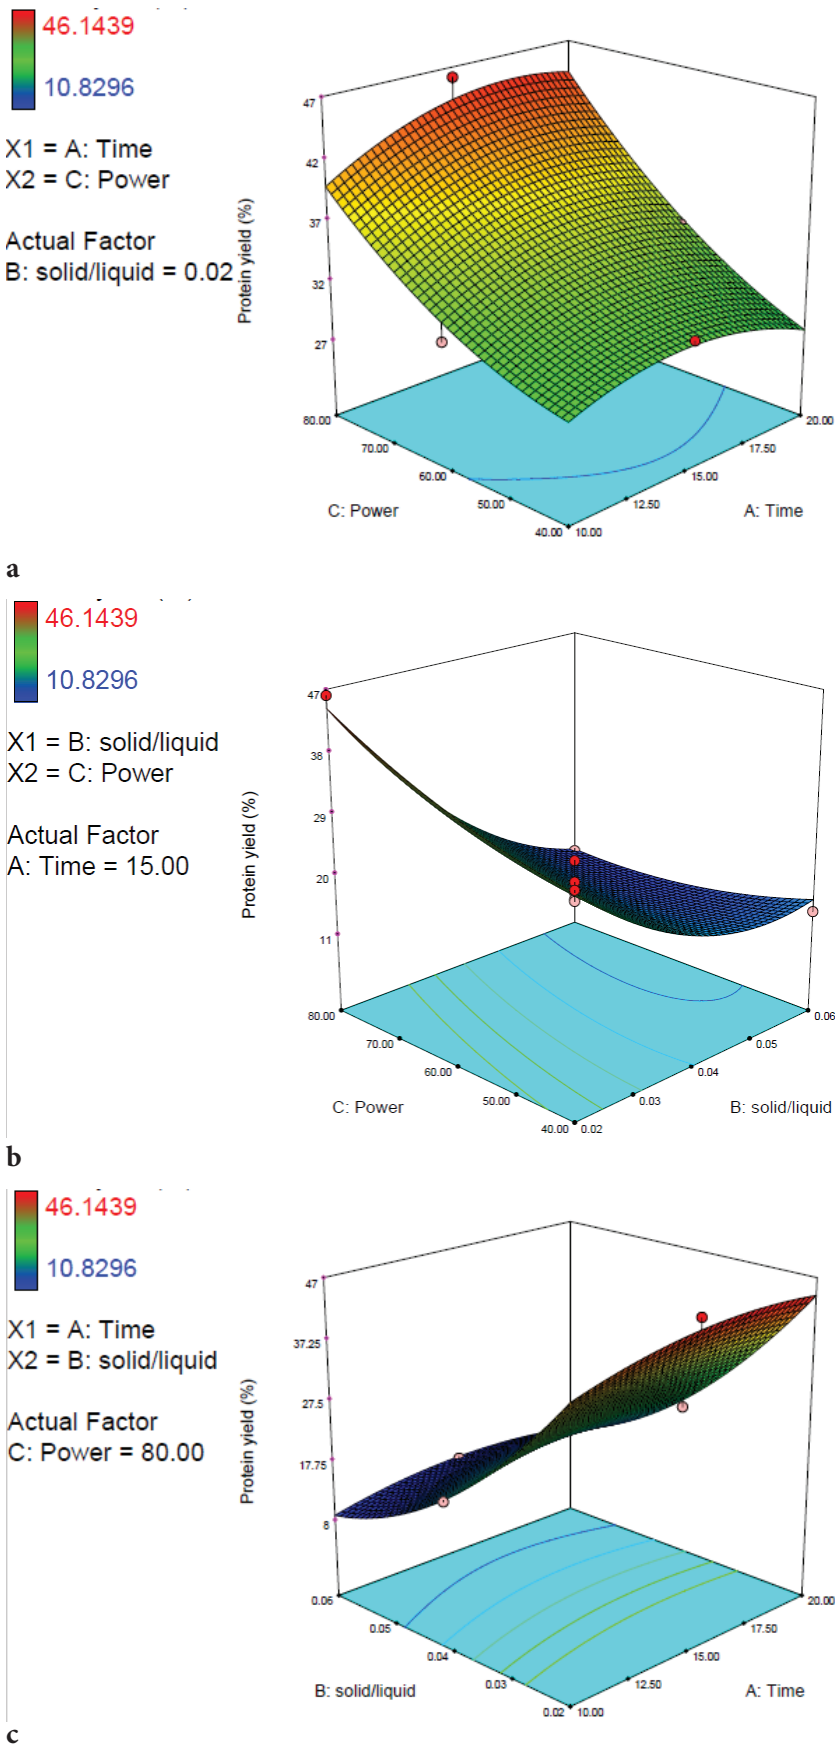 46.1439
10.8296
X1 = A: Time
X2 = C: Power
Actual Factor
B: solid/liquid = 0.02
Protein yield (%)
47
42
37
32
27
80.00
70.00
60.00
50.00
40.00
10.00
12.50
15.00
17.50
20.00
C: Power
A: Time
a
46.1439
10.8296
X1 = B: solid/liquid
X2 = C: Power
Actual Factor
A: Time = 15.00
Protein yield (%)
47
38
29
20
11
80.00
70.00
60.00
50.00
40.00
0.02
0.03
0.04
0.05
0.06
C: Power
B: solid/liquid
b
46.1439
10.8296
X1 = A: Time
X2 = B: solid/liquid
Actual Factor
C: Power = 80.00
Protein yield (%)
47
37.25
27.5
17.75
8
0.06
0.05
0.04
0.03
0.02
10.00
12.50
15.00
17.50
20.00
B: solid/liquid
A: Time
c